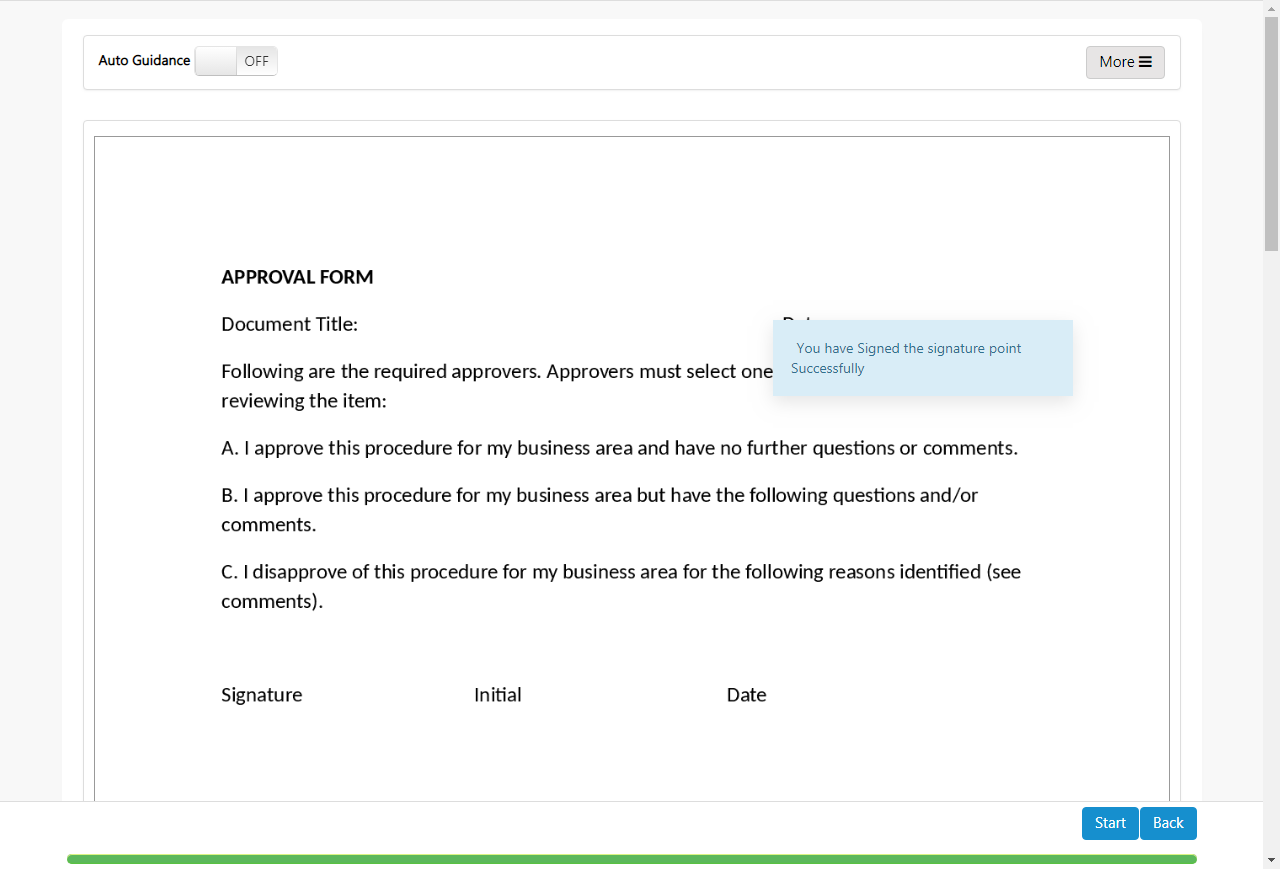 Auto Guidance OFF More
APPROVAL FORM
Document Title:
You have Signed the signature point
Successfully
Following are the required approvers. Approvers must select one
reviewing the item:
A. I approve this procedure for my business area and have no further questions or comments.
B. I approve this procedure for my business area but have the following questions and/or
comments.
C. I disapprove of this procedure for my business area for the following reasons identified (see
comments).
Signature Initial Date
Start Back